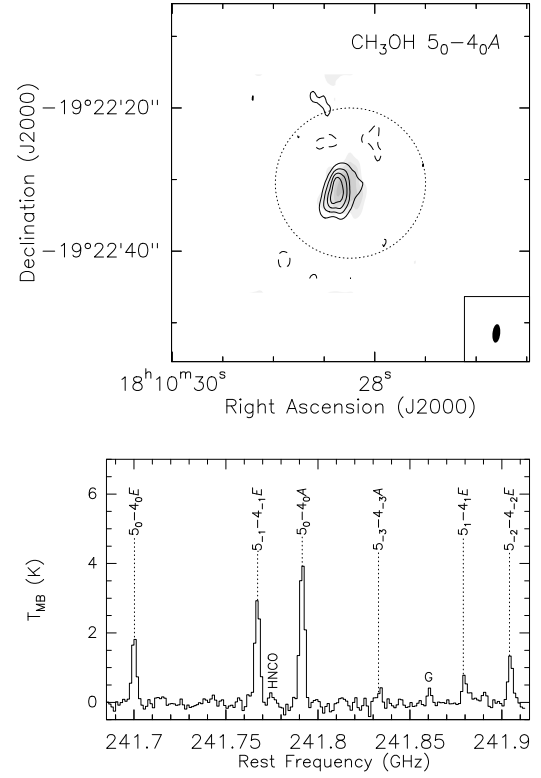 CH₃OH 5₀−4₀A
−19°22'20''
−19°22'40''
Declination (J2000)
18ʰ10ᵐ30ˢ 28ˢ
Right Ascension (J2000)
5₀−4₀E
5₋₁−4₋₁E
5₀−4₀A
5₋₃−4₋₃A
5₁−4₁E
5₋₂−4₋₂E
HNCO
G
6
4
2
0
T_MB (K)
241.7 241.75 241.8 241.85 241.9
Rest Frequency (GHz)